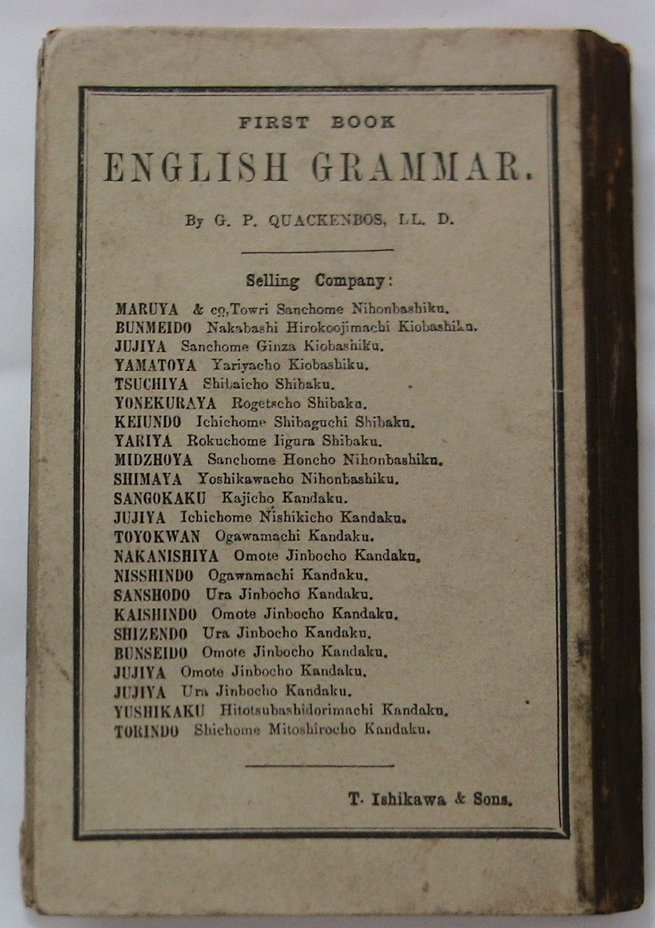 FIRST BOOK
ENGLISH GRAMMAR.
By G. P. QUACKENBOS, LL. D.
Selling Company:
MARUYA & co,Towri Sanchome Nihonbashiku.
BUNMEIDO Nakabashi Hirokoojimachi Kiobashiku.
JUJIYA Sanchome Ginza Kiobashiku.
YAMATOYA Yariyacho Kiobashiku.
TSUCHIYA Shibaicho Shibaku.
YONEKURAYA Rogetscho Shibaku.
KEIUNDO Ichichome Shibaguchi Shibaku.
YARIYA Rokuchome Iigura Shibaku.
MIDZHOYA Sanchome Honcho Nihonbashiku.
SHIMAYA Yoshikawacho Nihonbashiku.
SANGOKAKU Kajicho Kandaku.
JUJIYA Ichichome Nishikicho Kandaku.
TOYOKWAN Ogawamachi Kandaku.
NAKANISHIYA Omote Jinbocho Kandaku.
NISSHINDO Ogawamachi Kandaku.
SANSHODO Ura Jinbocho Kandaku.
KAISHINDO Omote Jinbocho Kandaku.
SHIZENDO Ura Jinbocho Kandaku.
BUNSEIDO Omote Jinbocho Kandaku.
JUJIYA Omote Jinbocho Kandaku.
JUJIYA Ura Jinbocho Kandaku.
YUSHIKAKU Hitotsubashidorimachi Kandaku.
TORINDO Shichome Mitoshirocho Kandaku.
T. Ishikawa & Sons.